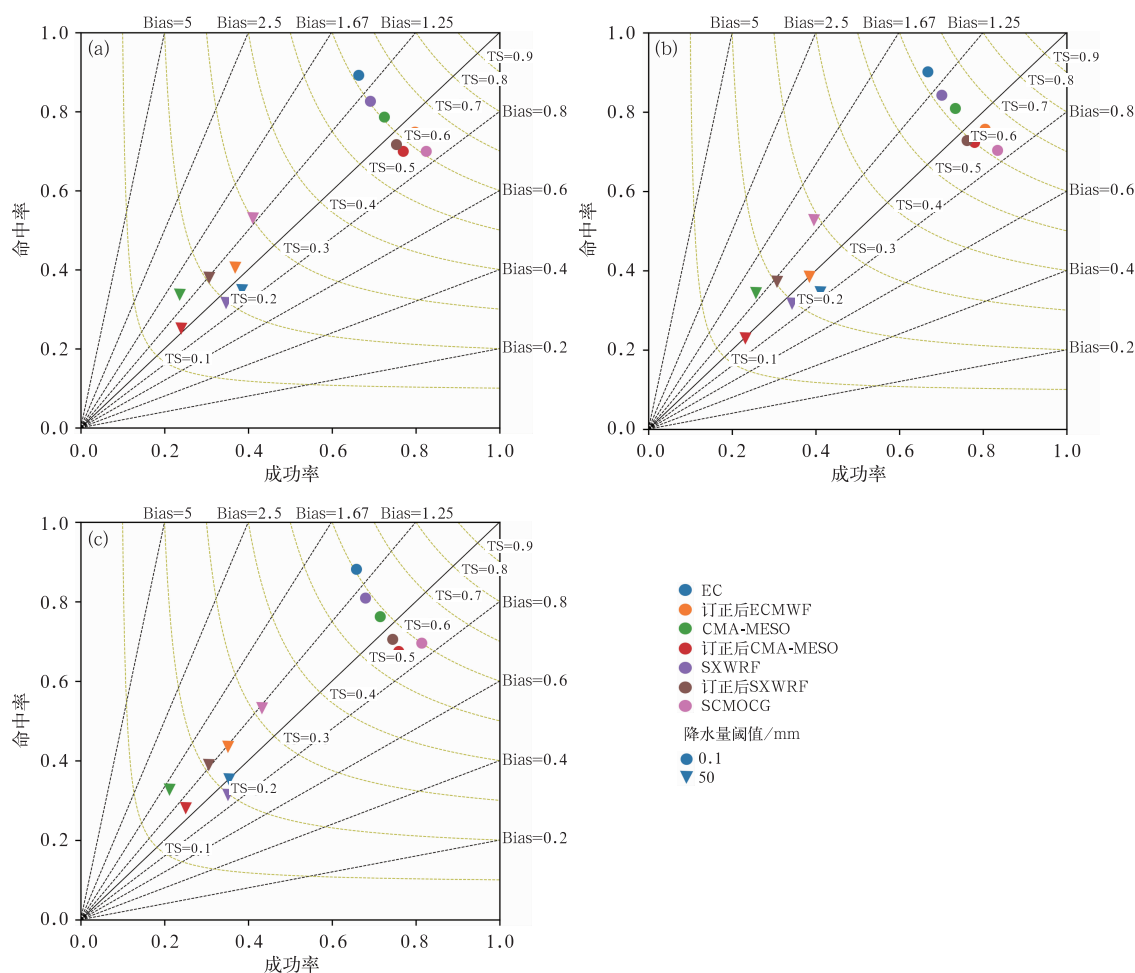 Bias=5 Bias=2.5 Bias=1.67 Bias=1.25
(a)
1.0
0.8
0.6
0.4
0.2
0.0
命中率
TS=0.9
TS=0.8
TS=0.7
TS=0.6
TS=0.5
TS=0.4
TS=0.3
TS=0.2
TS=0.1
Bias=0.8
Bias=0.6
Bias=0.4
Bias=0.2
0.0 0.2 0.4 0.6 0.8 1.0
成功率
Bias=5 Bias=2.5 Bias=1.67 Bias=1.25
(b)
1.0
0.8
0.6
0.4
0.2
0.0
命中率
TS=0.9
TS=0.8
TS=0.7
TS=0.6
TS=0.5
TS=0.4
TS=0.3
TS=0.2
TS=0.1
Bias=0.8
Bias=0.6
Bias=0.4
Bias=0.2
0.0 0.2 0.4 0.6 0.8 1.0
成功率
Bias=5 Bias=2.5 Bias=1.67 Bias=1.25
(c)
1.0
0.8
0.6
0.4
0.2
0.0
命中率
TS=0.9
TS=0.8
TS=0.7
TS=0.6
TS=0.5
TS=0.4
TS=0.3
TS=0.2
TS=0.1
Bias=0.8
Bias=0.6
Bias=0.4
Bias=0.2
0.0 0.2 0.4 0.6 0.8 1.0
成功率
EC
订正后ECMWF
CMA-MESO
订正后CMA-MESO
SXWRF
订正后SXWRF
SCMOCG
降水量阈值/mm
0.1
50